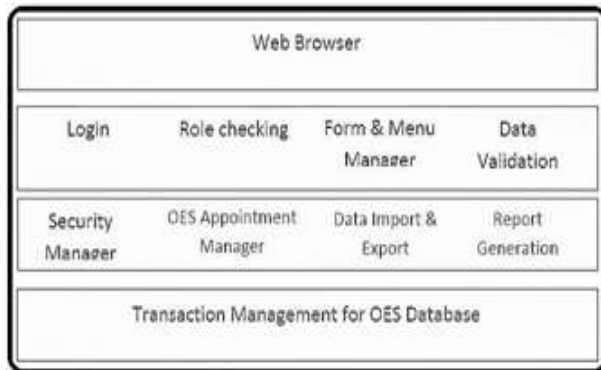 Web Browser
Login Role checking Form & Menu Manager Data Validation
Security Manager OES Appointment Manager Data Import & Export Report Generation
Transaction Management for OES Database